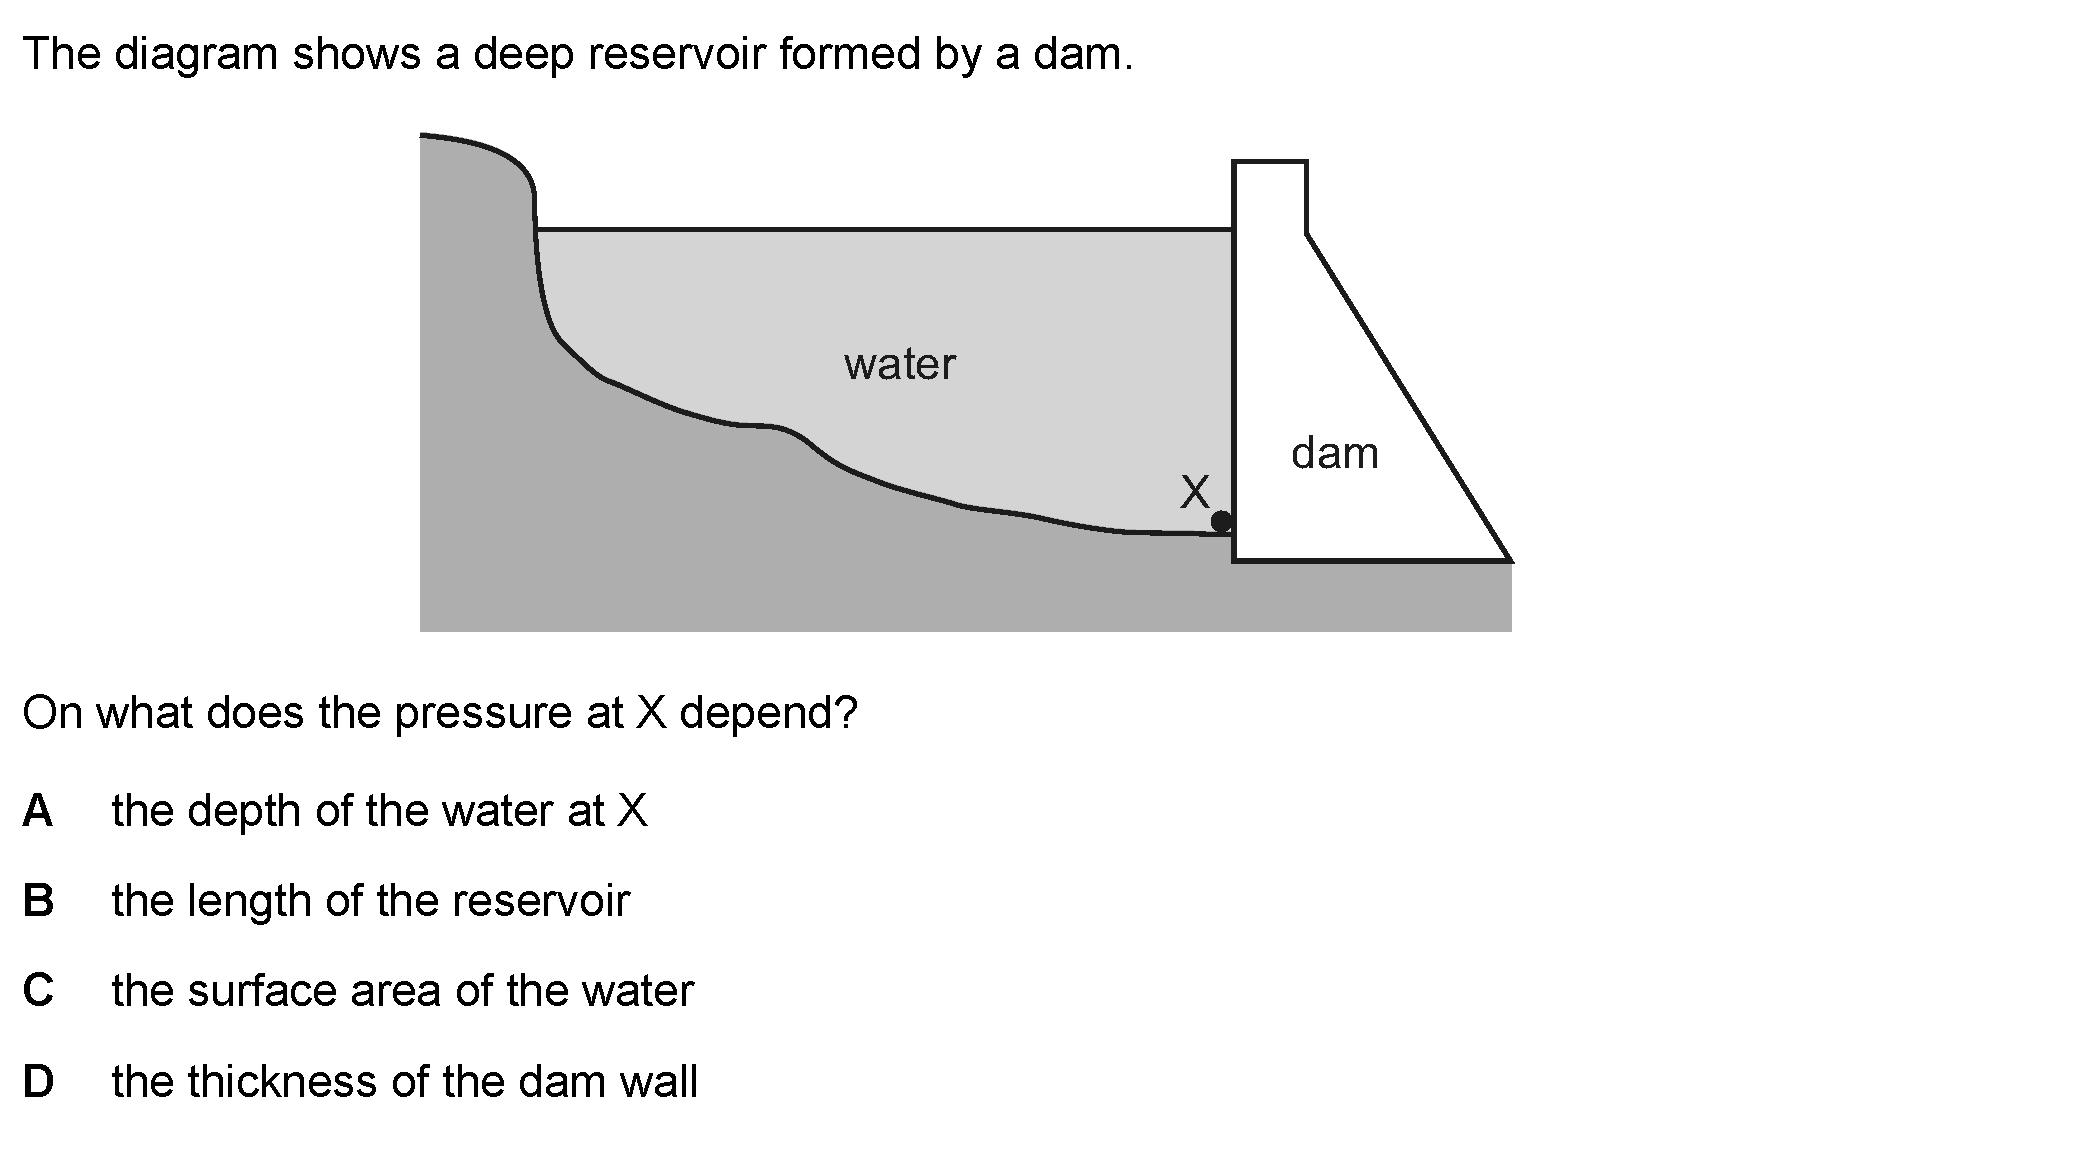 The diagram shows a deep reservoir formed by a dam.
water
dam
X
On what does the pressure at X depend?
A the depth of the water at X
B the length of the reservoir
C the surface area of the water
D the thickness of the dam wall